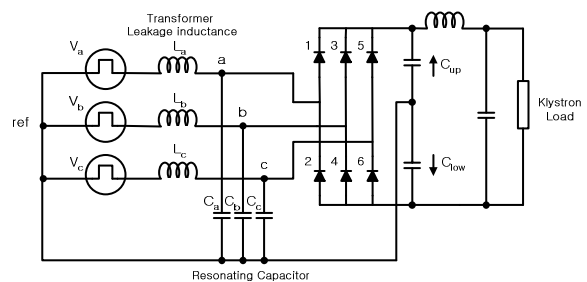 Transformer
Leakage inductance
Va
La
a
1
3
5
Cup
Vb
Lb
b
ref
Klystron
Load
Vc
Lc
c
2
4
6
Clow
Ca
Cb
Cc
Resonating Capacitor